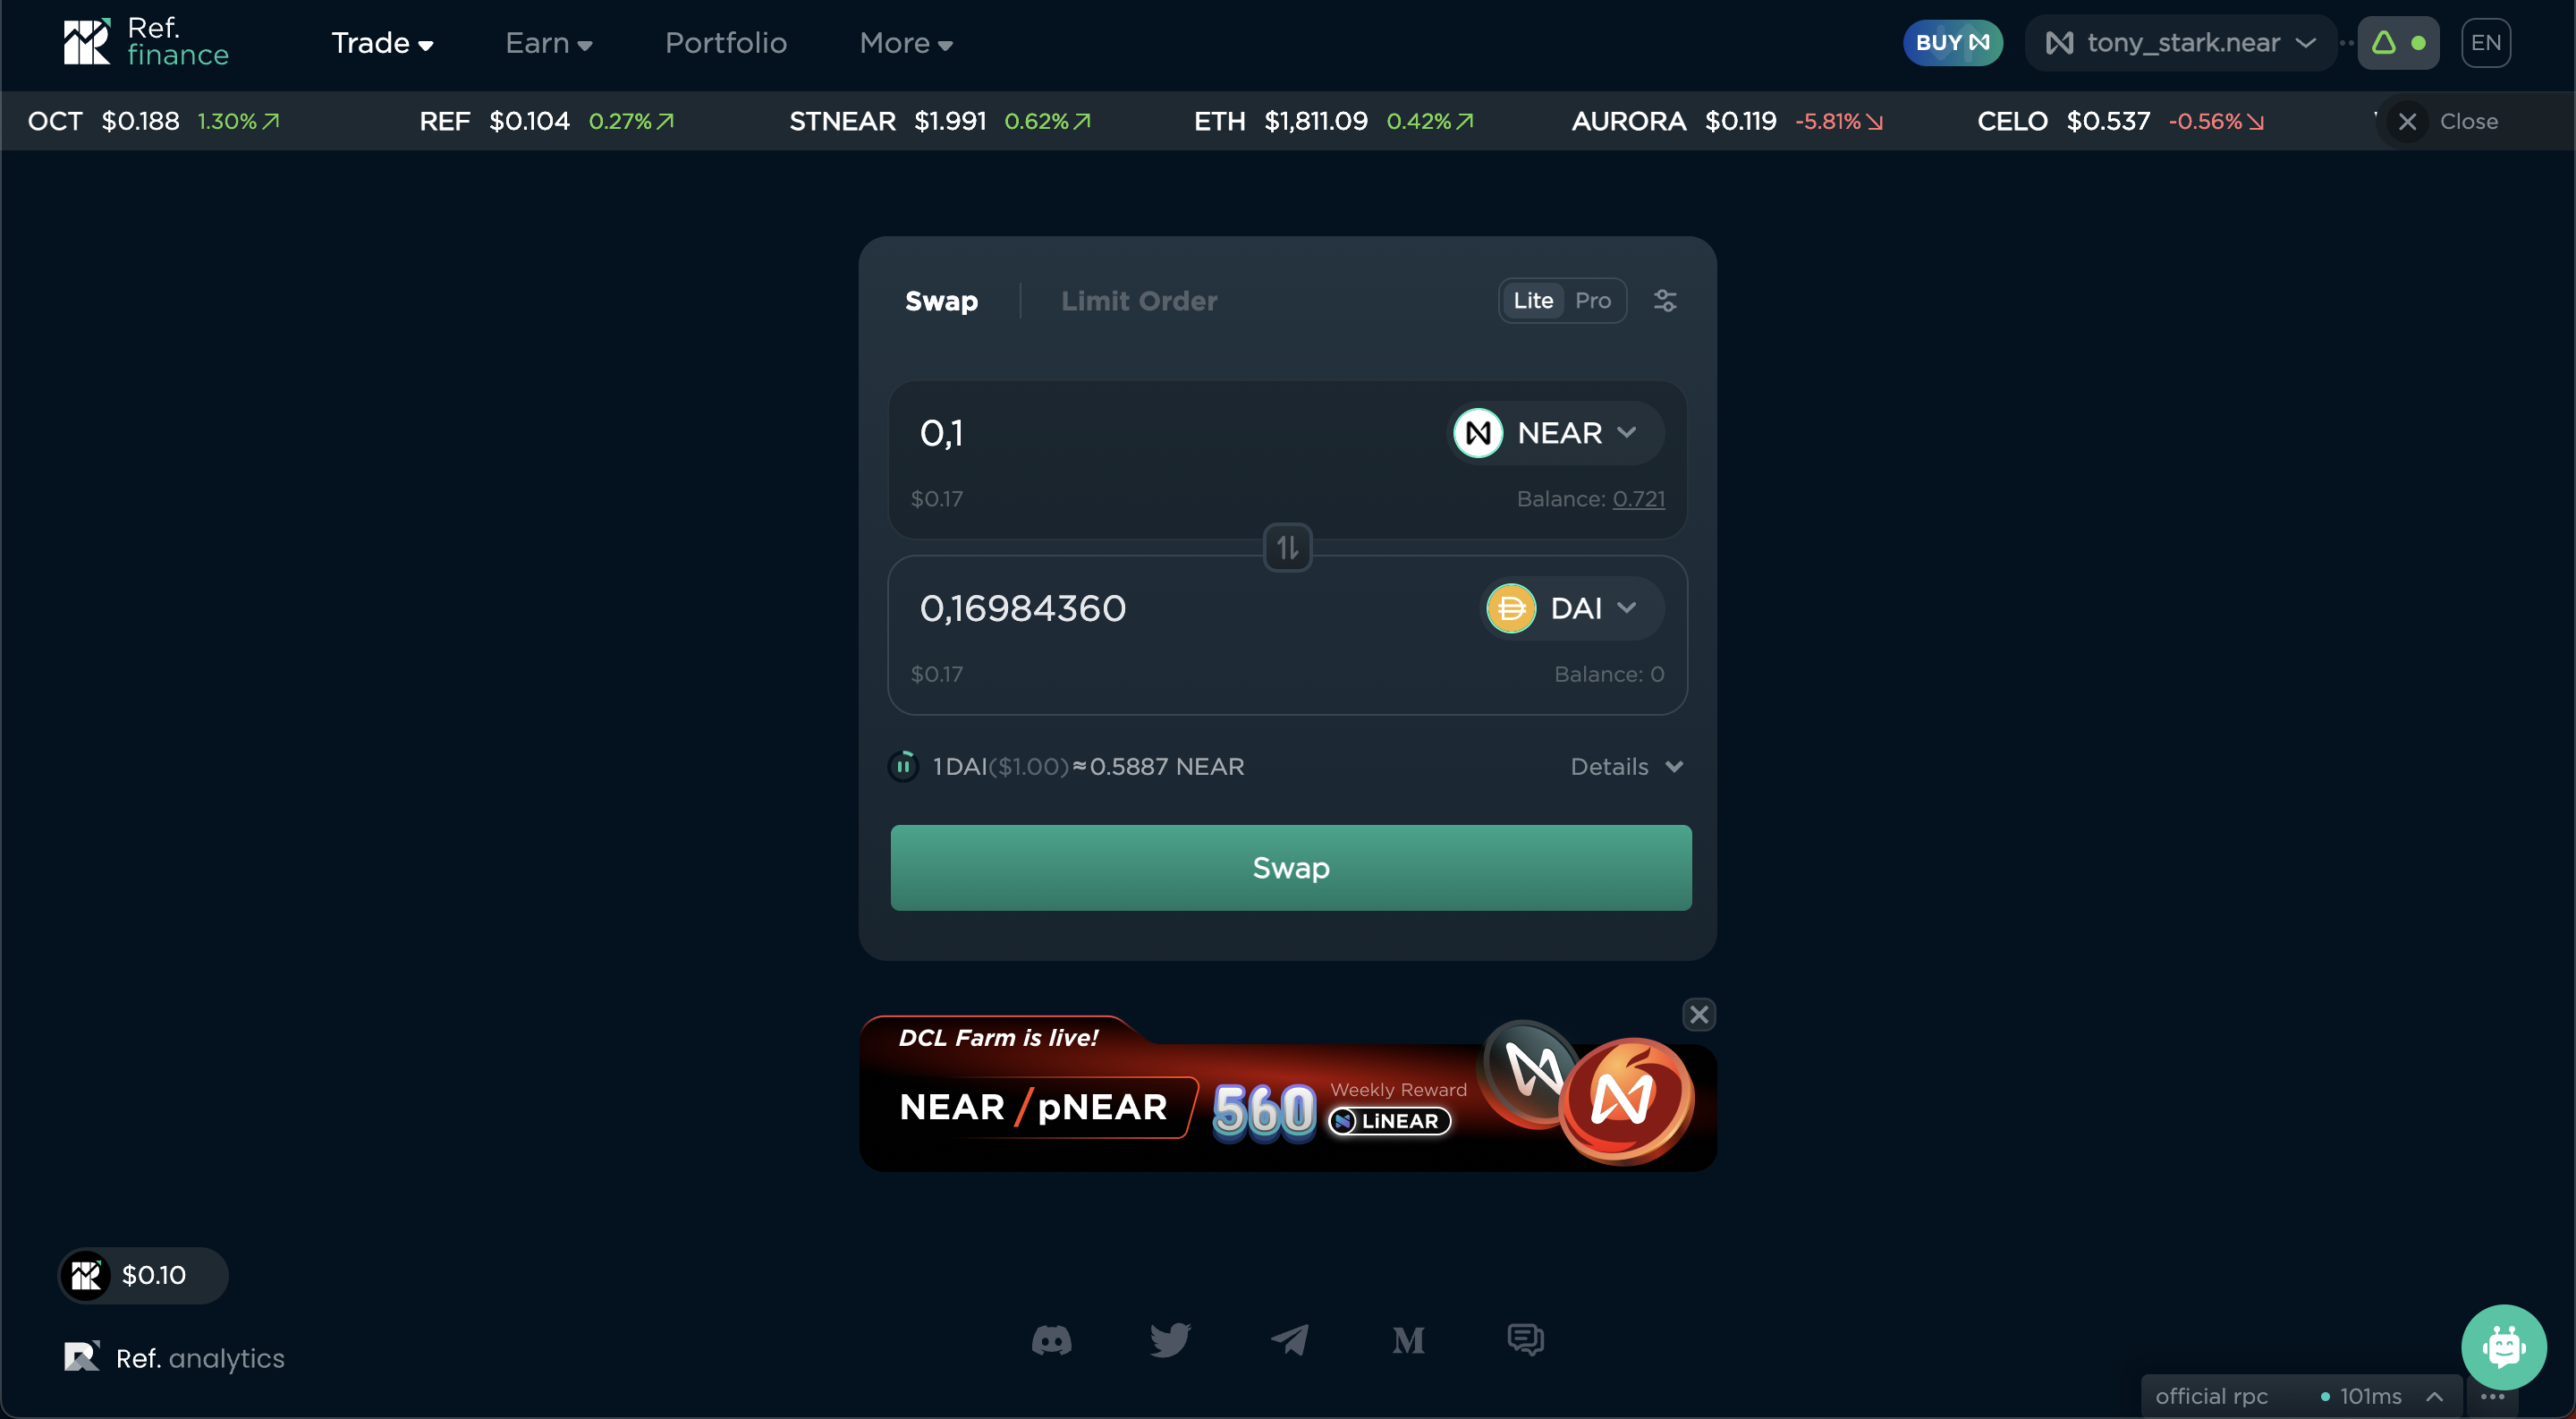 Ref.
finance
Trade
Earn
Portfolio
More
BUY
tony_stark.near
EN
OCT $0.188 1.30%
REF $0.104 0.27%
STNEAR $1.991 0.62%
ETH $1,811.09 0.42%
AURORA $0.119 -5.81%
CELO $0.537 -0.56%
Close
Swap
Limit Order
Lite
Pro
0,1
NEAR
$0.17
Balance: 0.721
0,16984360
DAI
$0.17
Balance: 0
1 DAI($1.00)≈0.5887 NEAR
Details
Swap
DCL Farm is live!
NEAR / pNEAR
560
Weekly Reward
LiNEAR
$0.10
Ref. analytics
official rpc
101ms